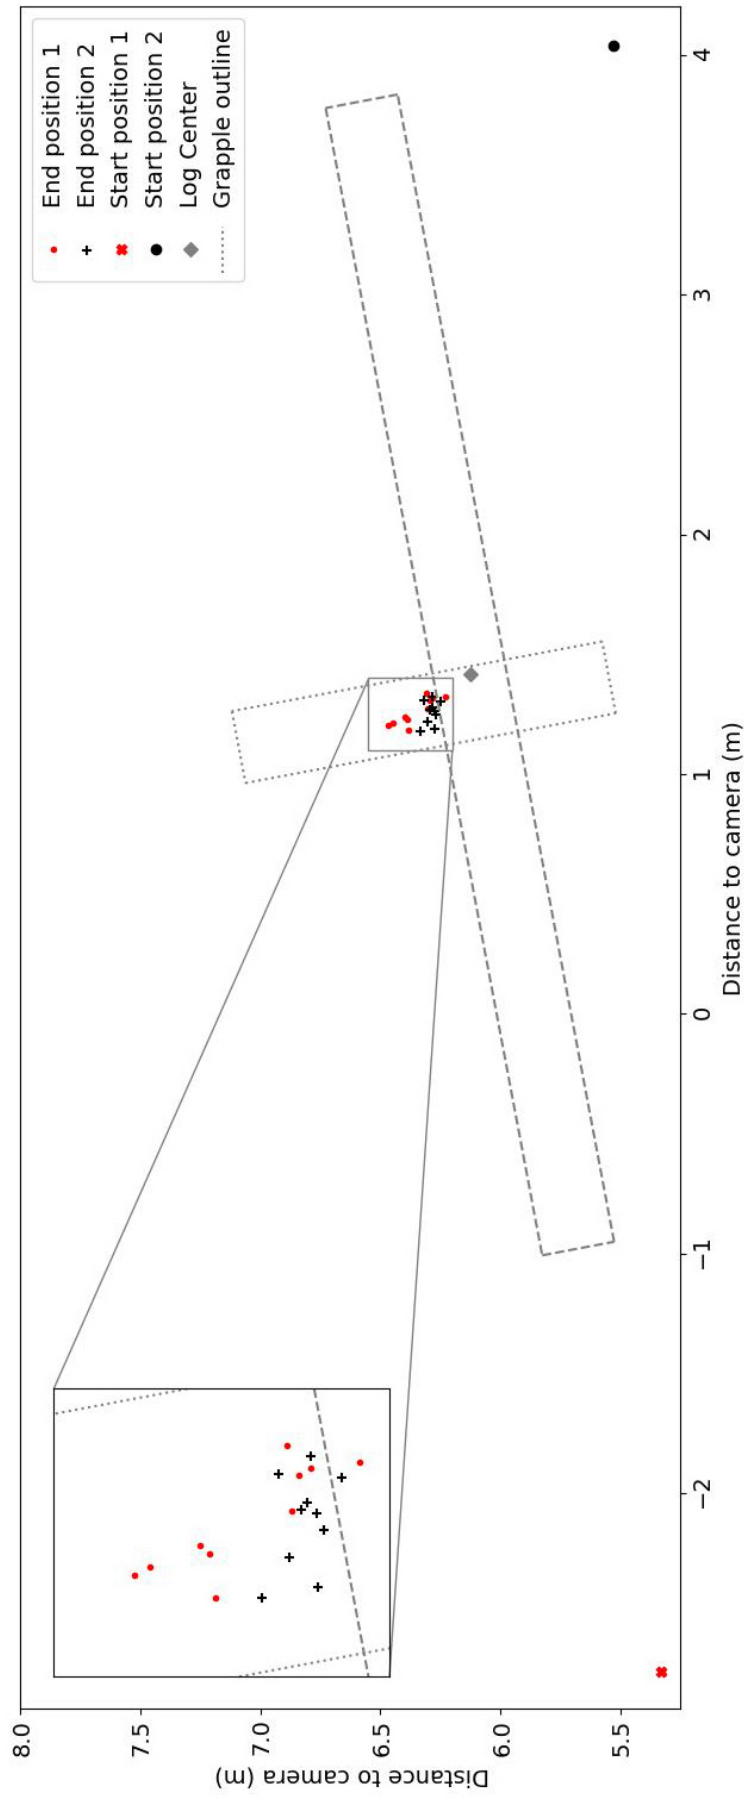 End position 1
End position 2
Start position 1
Start position 2
Log Center
Grapple outline
8.0
7.5
7.0
6.5
6.0
5.5
Distance to camera (m)
−2
−1
0
1
2
3
4
Distance to camera (m)